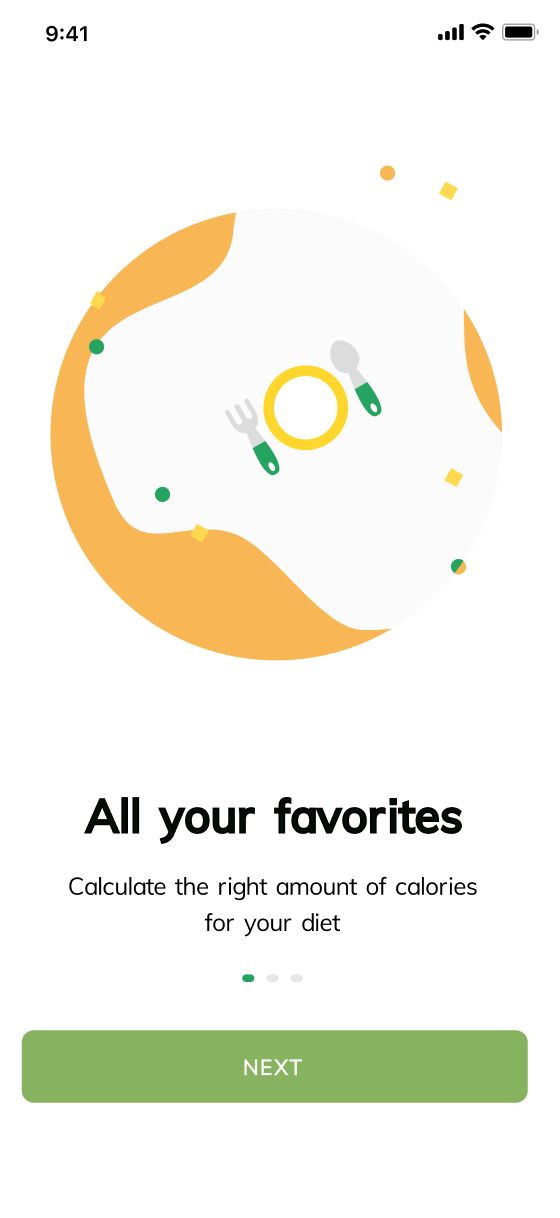 9:41
All your favorites
Calculate the right amount of calories
for your diet
NEXT